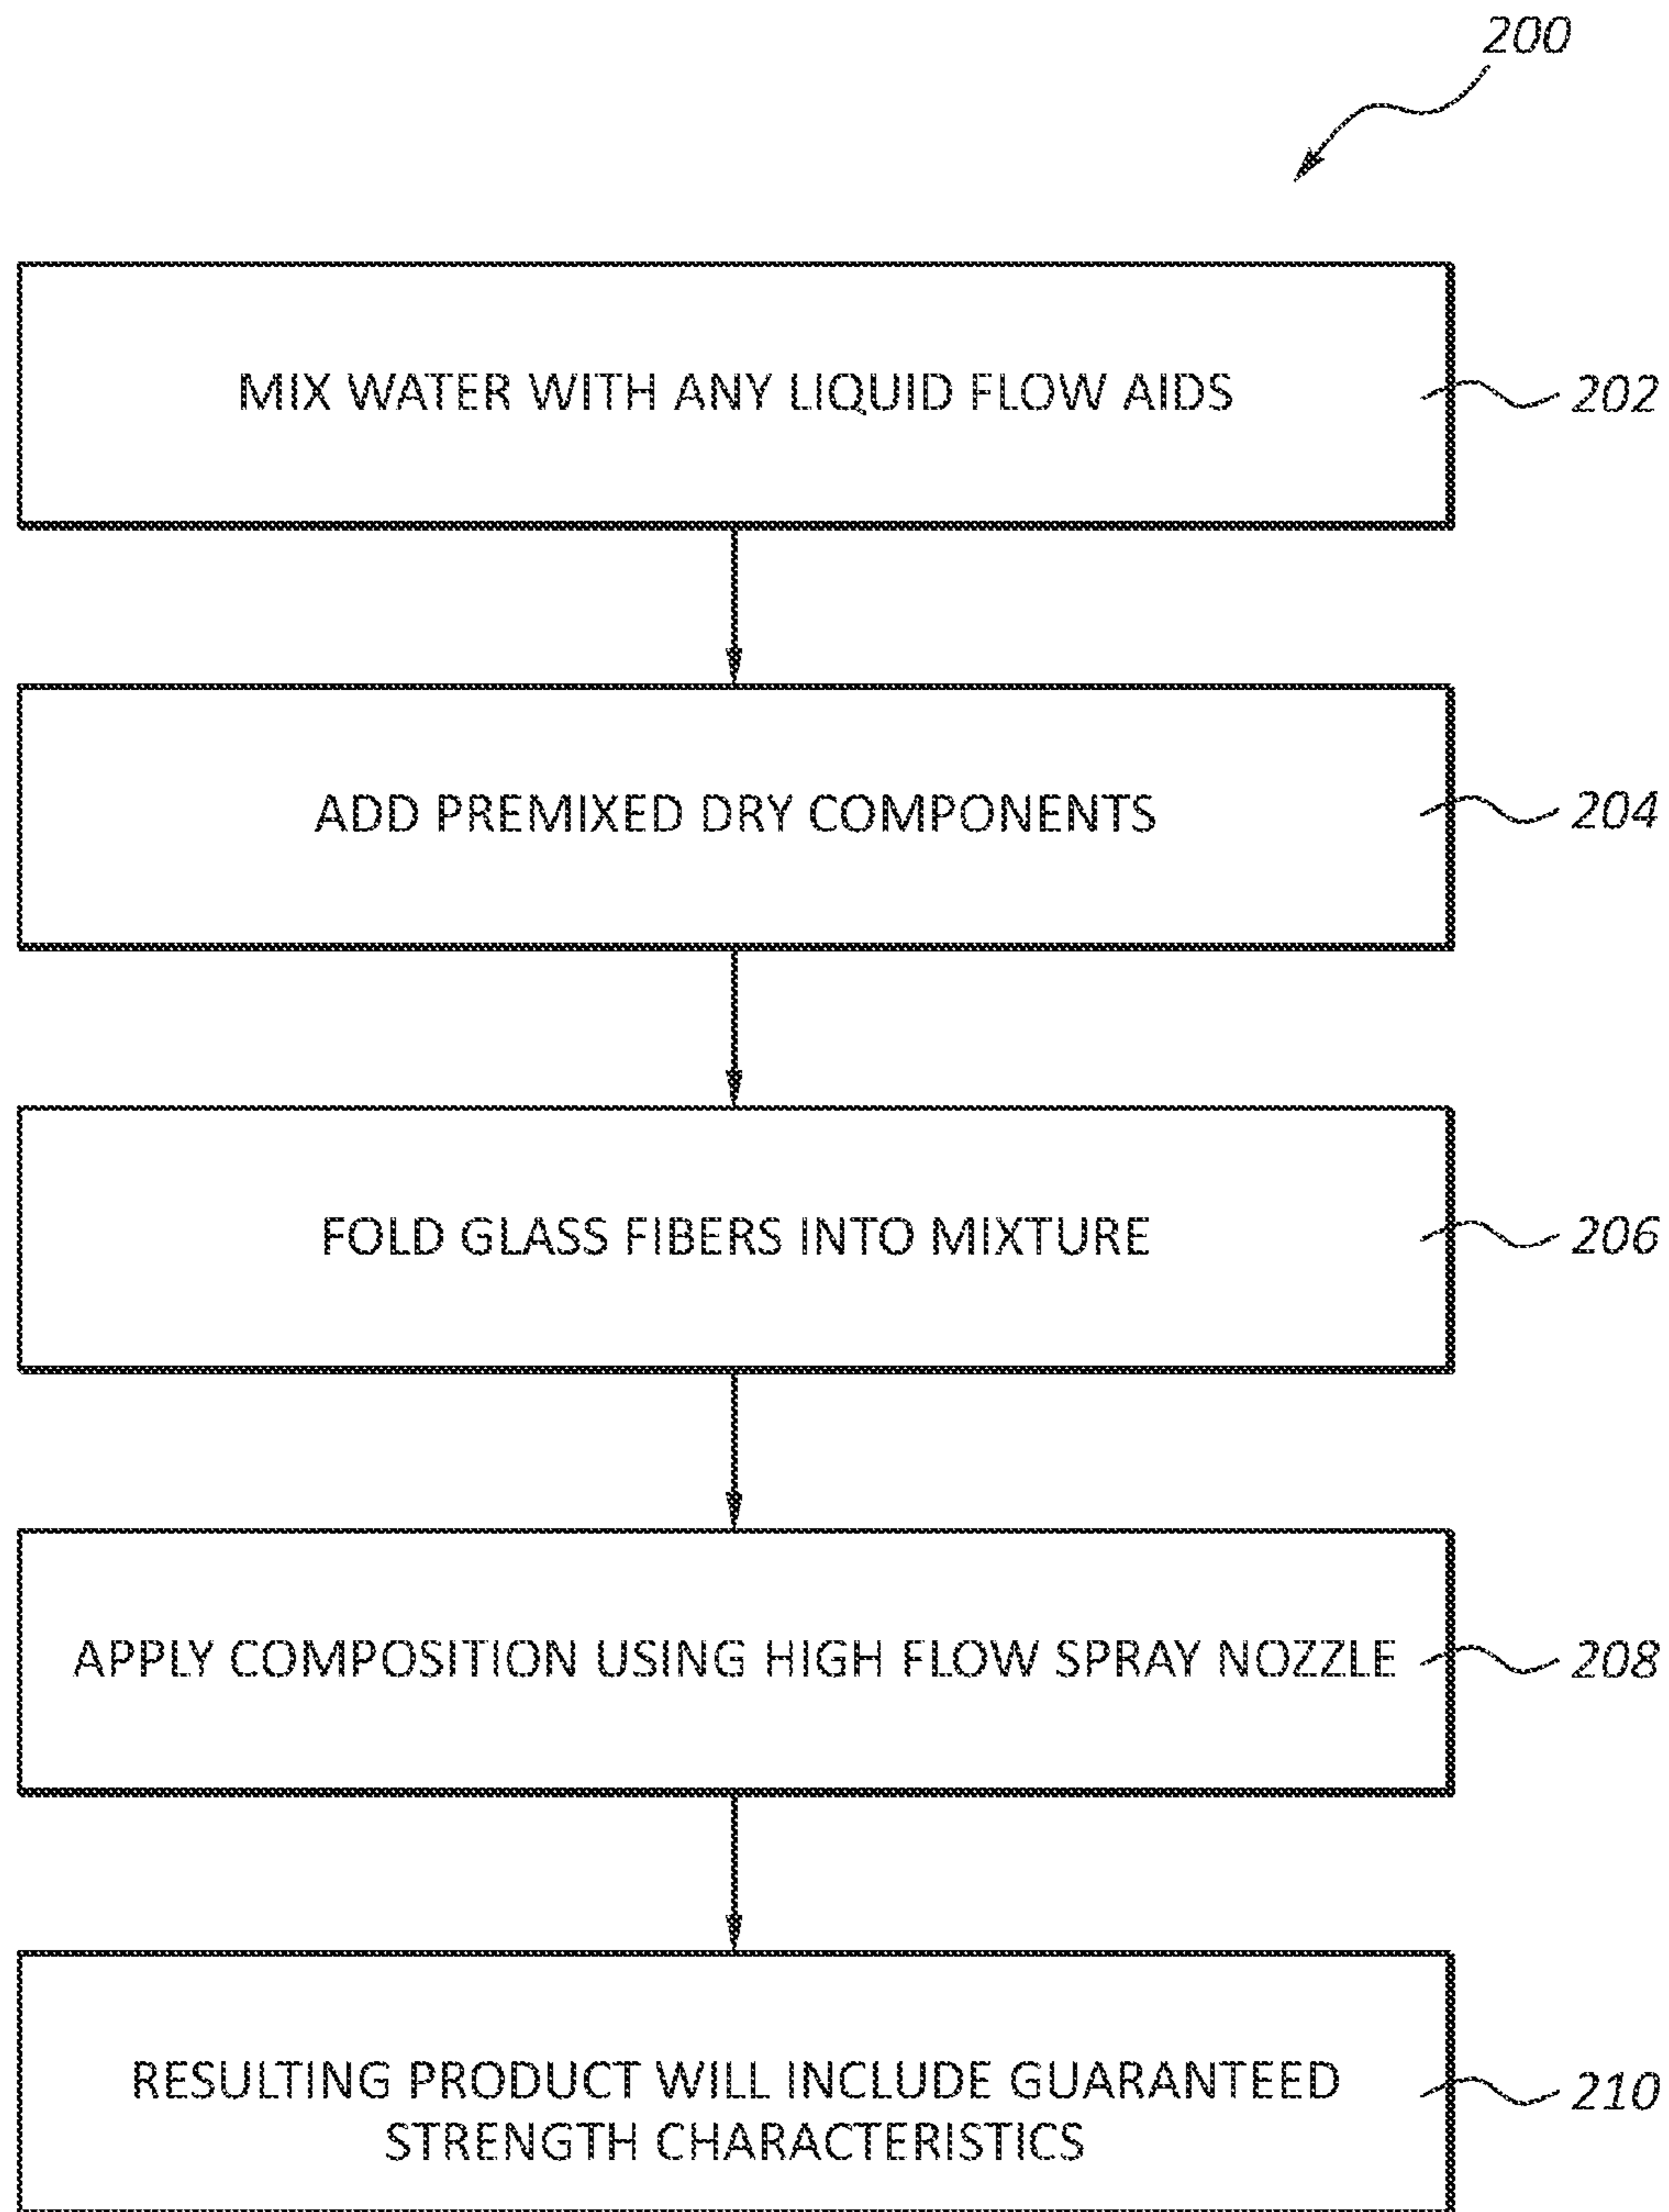 200
MIX WATER WITH ANY LIQUID FLOW AIDS
202
ADD PREMIXED DRY COMPONENTS
204
FOLD GLASS FIBERS INTO MIXTURE
206
APPLY COMPOSITION USING HIGH FLOW SPRAY NOZZLE
208
RESULTING PRODUCT WILL INCLUDE GUARANTEED
STRENGTH CHARACTERISTICS
210